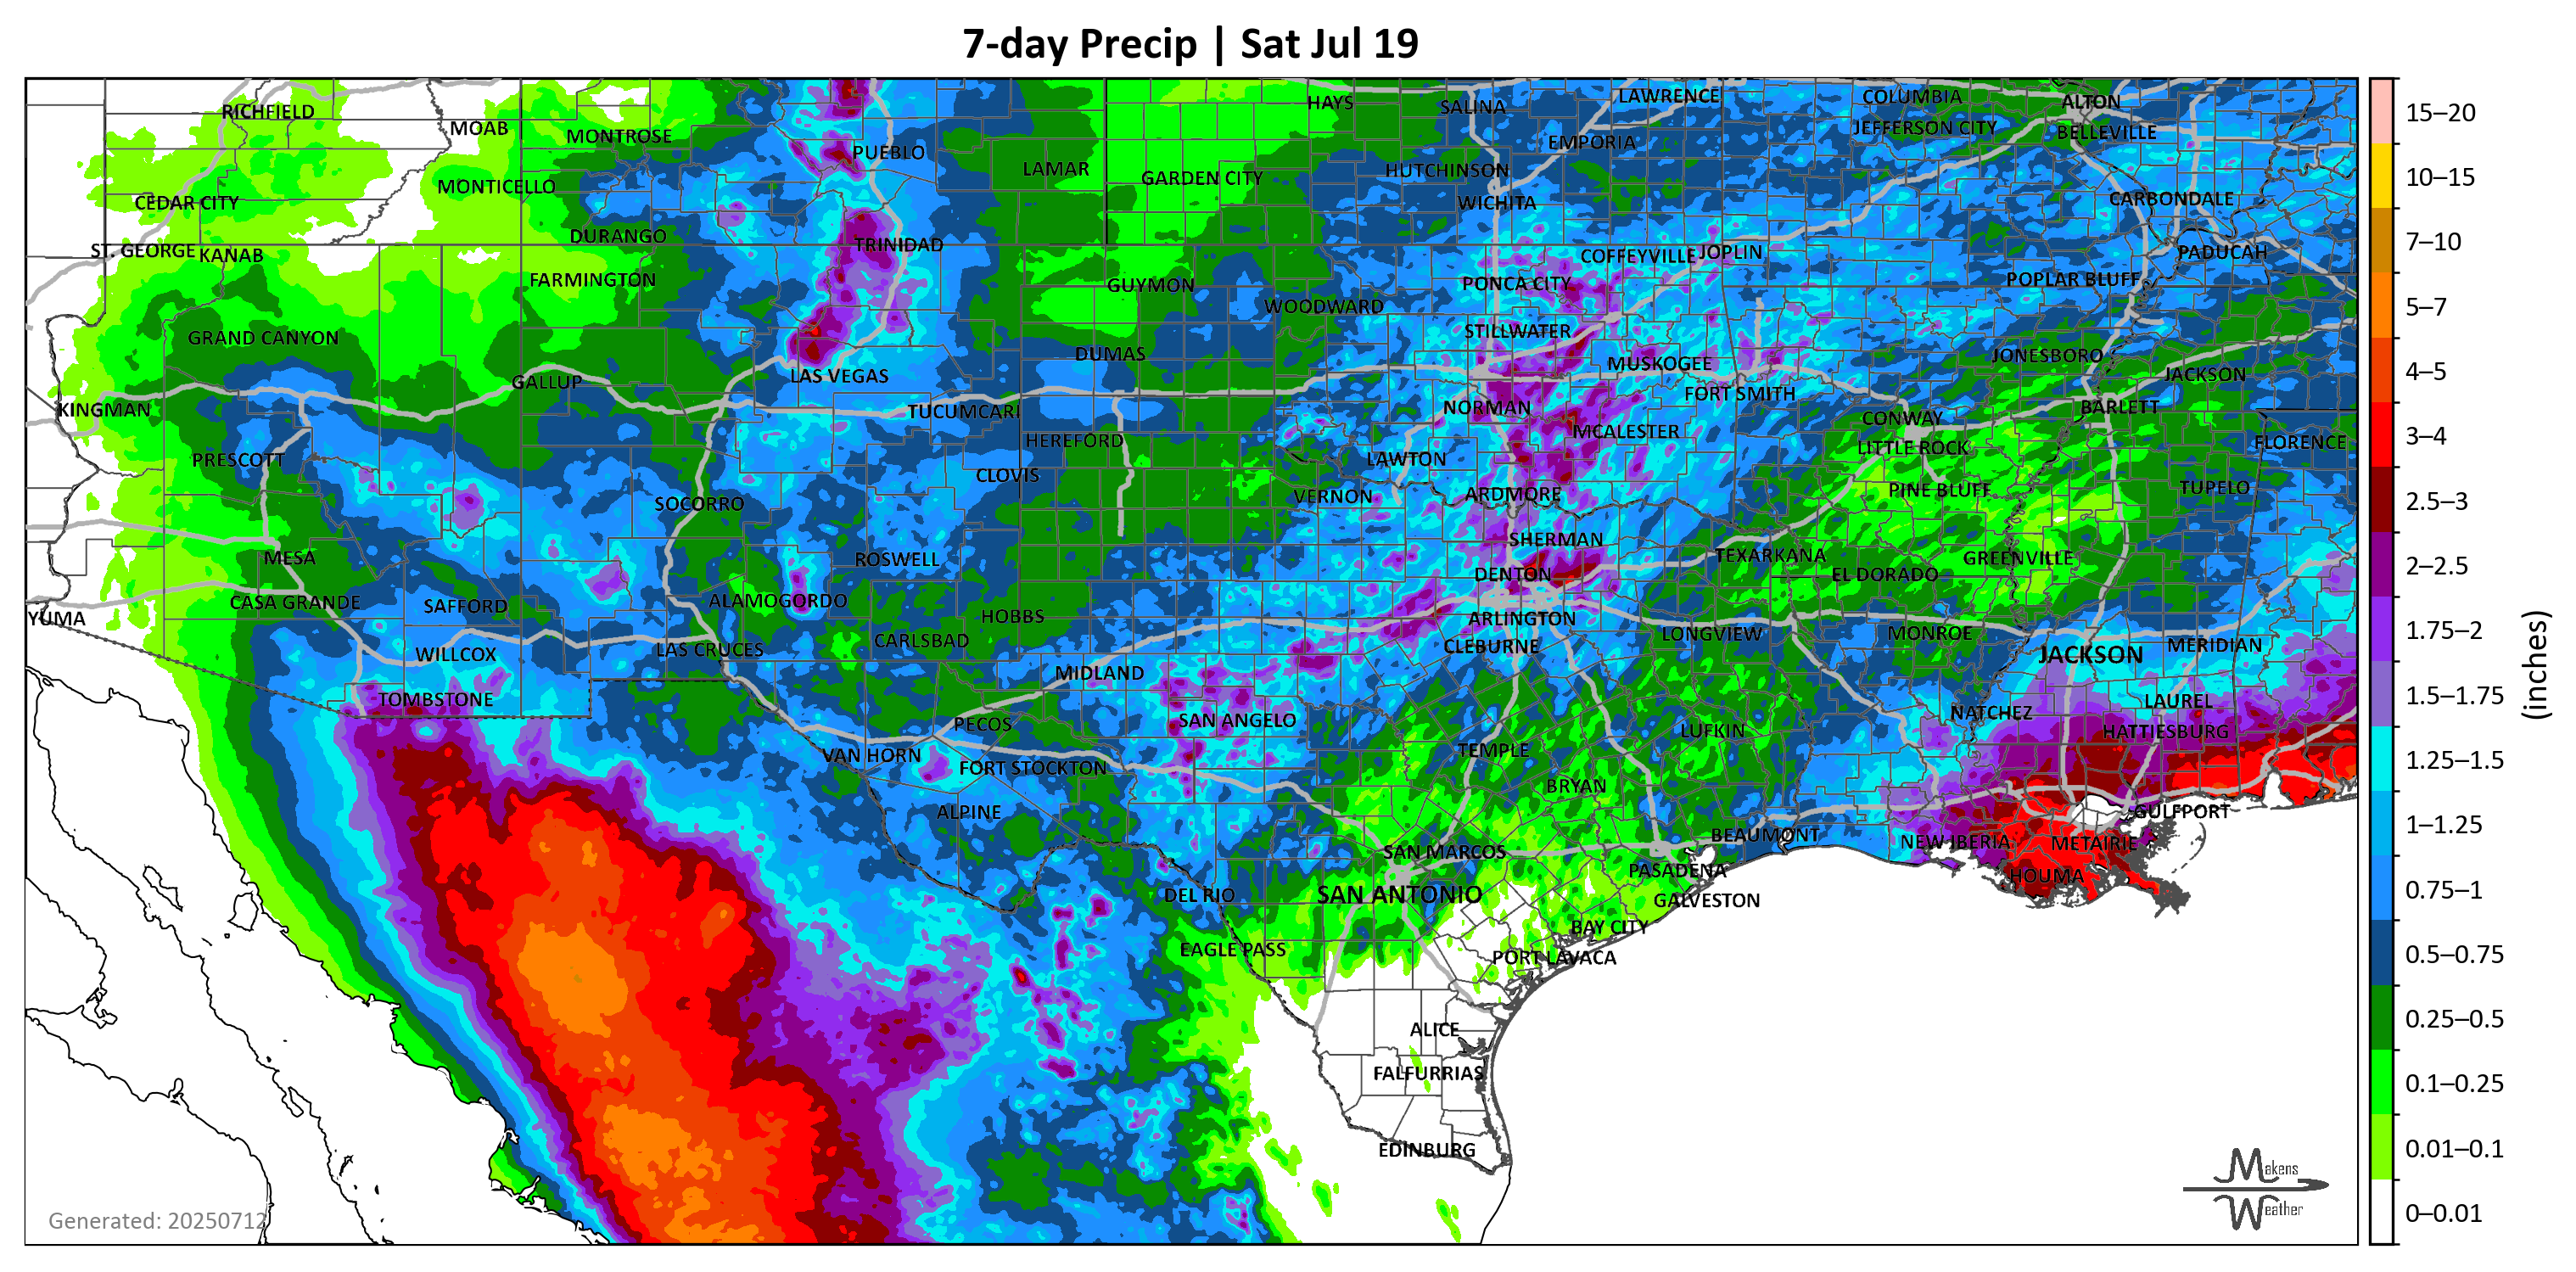 7-day Precip | Sat Jul 19
RICHFIELD
MOAB
MONTROSE
PUEBLO
LAMAR
HAYS
SALINA
LAWRENCE
COLUMBIA
ALTON
EMPORIA
JEFFERSON CITY
BELLEVILLE
MONTICELLO
GARDEN CITY
HUTCHINSON
CEDAR CITY
WICHITA
CARBONDALE
DURANGO
TRINIDAD
ST. GEORGE
KANAB
COFFEYVILLE
JOPLIN
PADUCAH
FARMINGTON
GUYMON
PONCA CITY
POPLAR BLUFF
WOODWARD
GRAND CANYON
STILLWATER
DUMAS
MUSKOGEE
JONESBORO
GALLUP
LAS VEGAS
FORT SMITH
JACKSON
KINGMAN
TUCUMCARI
NORMAN
CONWAY
BARLETT
HEREFORD
MCALESTER
LITTLE ROCK
FLORENCE
PRESCOTT
CLOVIS
LAWTON
SOCORRO
VERNON
ARDMORE
PINE BLUFF
TUPELO
MESA
ROSWELL
SHERMAN
TEXARKANA
GREENVILLE
CASA GRANDE
SAFFORD
ALAMOGORDO
DENTON
EL DORADO
YUMA
HOBBS
ARLINGTON
WILLCOX
LAS CRUCES
CARLSBAD
CLEBURNE
LONGVIEW
MONROE
JACKSON
MERIDIAN
TOMBSTONE
MIDLAND
LAUREL
PECOS
SAN ANGELO
NATCHEZ
VAN HORN
FORT STOCKTON
TEMPLE
LUFKIN
HATTIESBURG
ALPINE
BRYAN
GULFPORT
BEAUMONT
NEW IBERIA
METAIRIE
SAN MARCOS
PASADENA
HOUMA
DEL RIO
SAN ANTONIO
GALVESTON
EAGLE PASS
BAY CITY
PORT LAVACA
ALICE
FALFURRIAS
EDINBURG
Generated: 20250712
Makens
Weather
15–20
10–15
7–10
5–7
4–5
3–4
2.5–3
2–2.5
1.75–2
1.5–1.75
1.25–1.5
1–1.25
0.75–1
0.5–0.75
0.25–0.5
0.1–0.25
0.01–0.1
0–0.01
(inches)